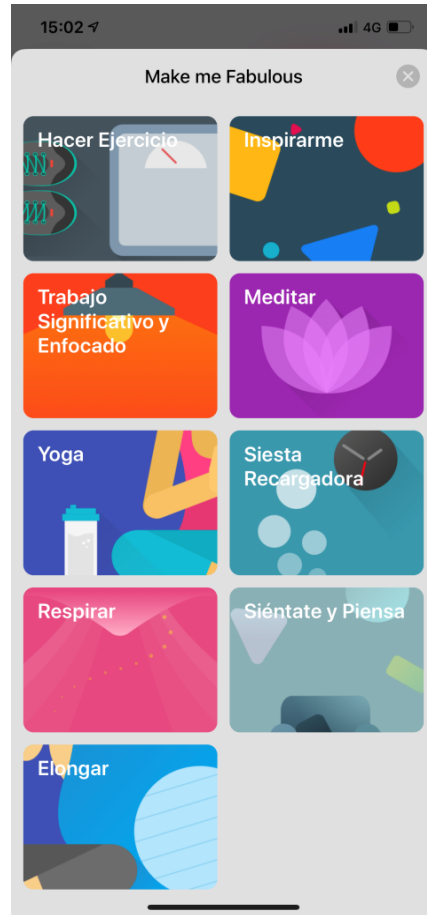 15:02
4G
Make me Fabulous
Hacer Ejercicio
Inspirarme
Trabajo
Significativo y
Enfocado
Meditar
Yoga
Siesta
Recargadora
Respirar
Siéntate y Piensa
Elongar